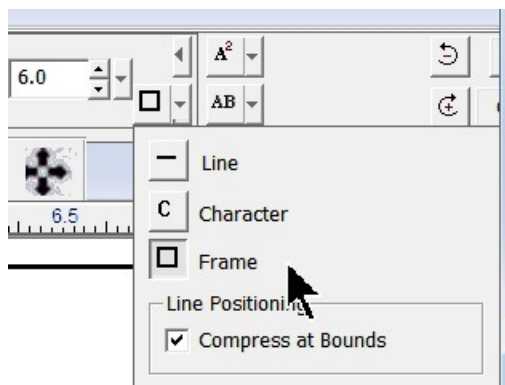 6.0
A²
AB
6.5
Line
C Character
Frame
Line Positioning
Compress at Bounds